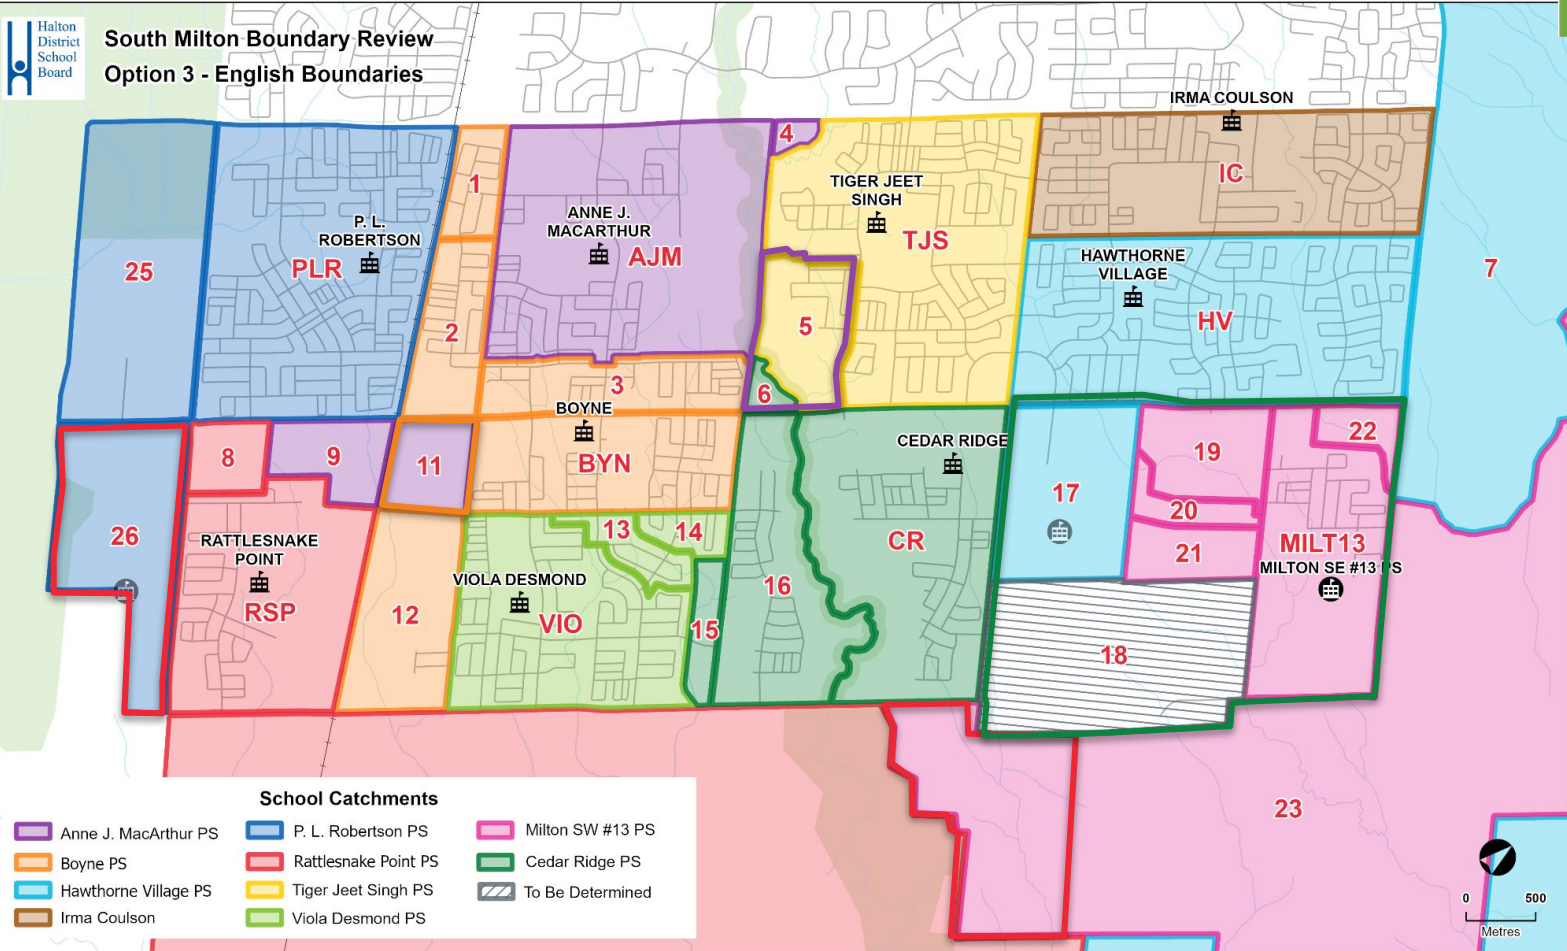 Halton
District
School
Board
South Milton Boundary Review
Option 3 - English Boundaries
IRMA COULSON
4
1
IC
TIGER JEET
SINGH
ANNE J.
MACARTHUR
P. L.
ROBERTSON
TJS
AJM
PLR
25
HAWTHORNE
VILLAGE
7
HV
2
5
3
6
BOYNE
8
9
11
BYN
CEDAR RIDGE
19
22
17
20
13
14
26
RATTLESNAKE
POINT
CR
21
MILT13
MILTON SE #13 PS
VIOLA DESMOND
16
RSP
12
VIO
15
18
23
School Catchments
Anne J. MacArthur PS
Boyne PS
Hawthorne Village PS
Irma Coulson
P. L. Robertson PS
Rattlesnake Point PS
Tiger Jeet Singh PS
Viola Desmond PS
Milton SW #13 PS
Cedar Ridge PS
To Be Determined
0 500
Metres